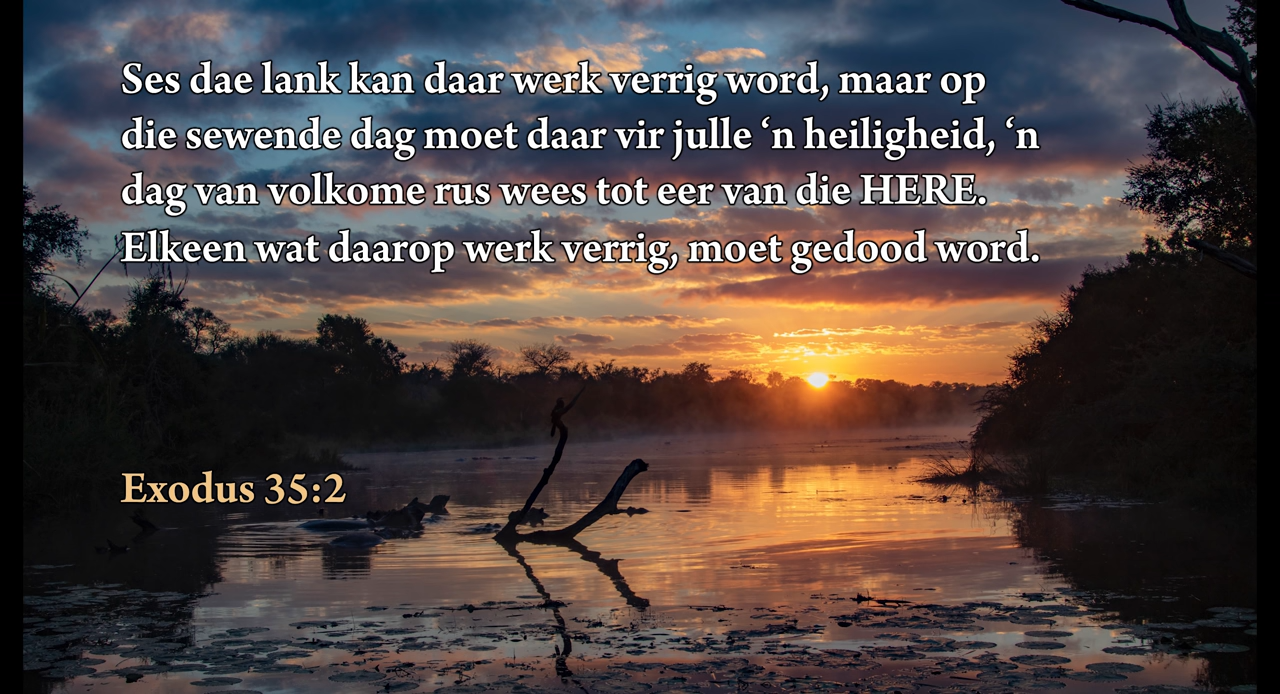 Ses dae lank kan daar werk verrig word, maar op
die sewende dag moet daar vir julle ‘n heiligheid, ‘n
dag van volkome rus wees tot eer van die HERE.
Elkeen wat daarop werk verrig, moet gedood word.
Exodus 35:2